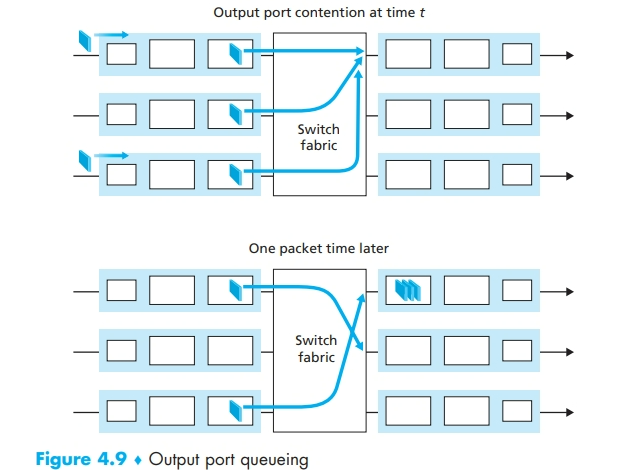 Output port contention at time t
Switch
fabric
One packet time later
Switch
fabric
Figure 4.9 ♦ Output port queueing